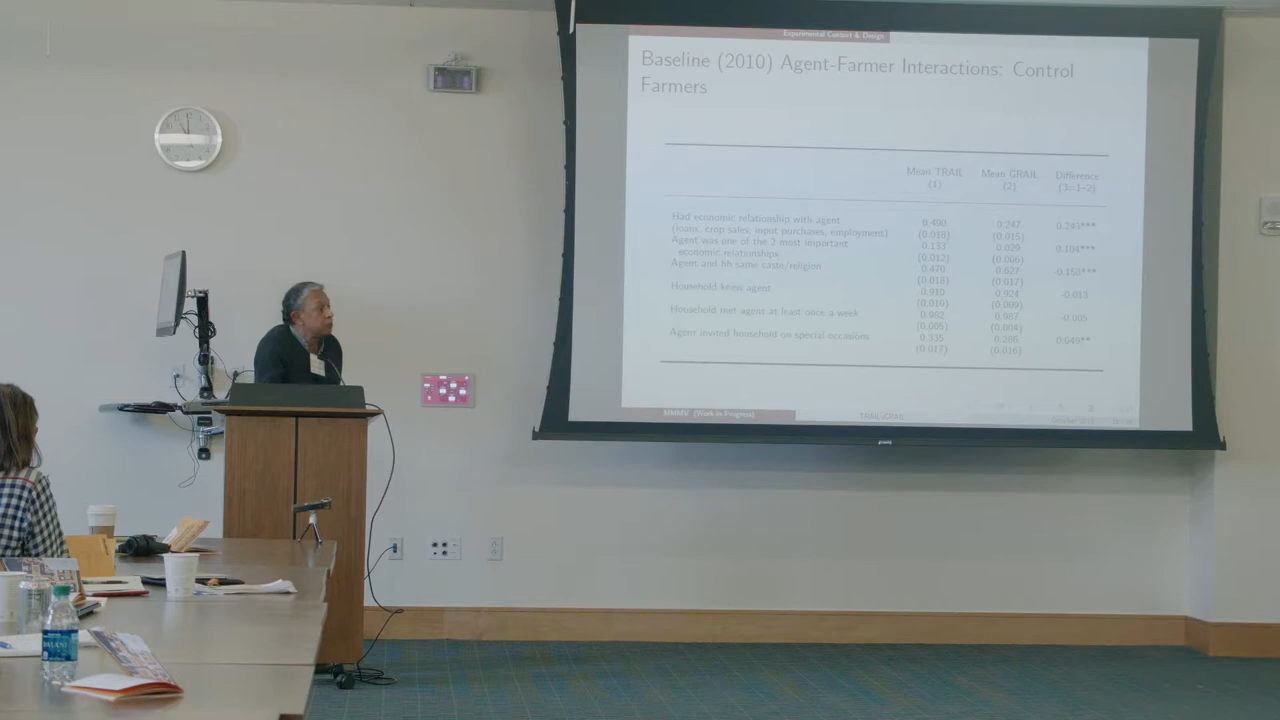 Experimental Context & Design
Baseline (2010) Agent-Farmer Interactions: Control
Farmers
Mean TRAIL Mean GRAIL Difference
(1) (2) (3=1-2)
Had economic relationship with agent 0.490 0.247 0.243***
(loans, crop sales, input purchases, employment) (0.018) (0.015)
Agent was one of the 2 most important 0.133 0.029 0.104***
economic relationships (0.012) (0.006)
Agent and hh same caste/religion 0.470 0.627 -0.158***
(0.018) (0.017)
Household know agent 0.910 0.924 -0.013
(0.010) (0.009)
Household met agent at least once a week 0.982 0.987 -0.005
(0.005) (0.004)
Agent invited household on special occasions 0.335 0.285 0.049**
(0.017) (0.016)
MMMV (Work in Progress) TRAIL-GRAIL
DASANI